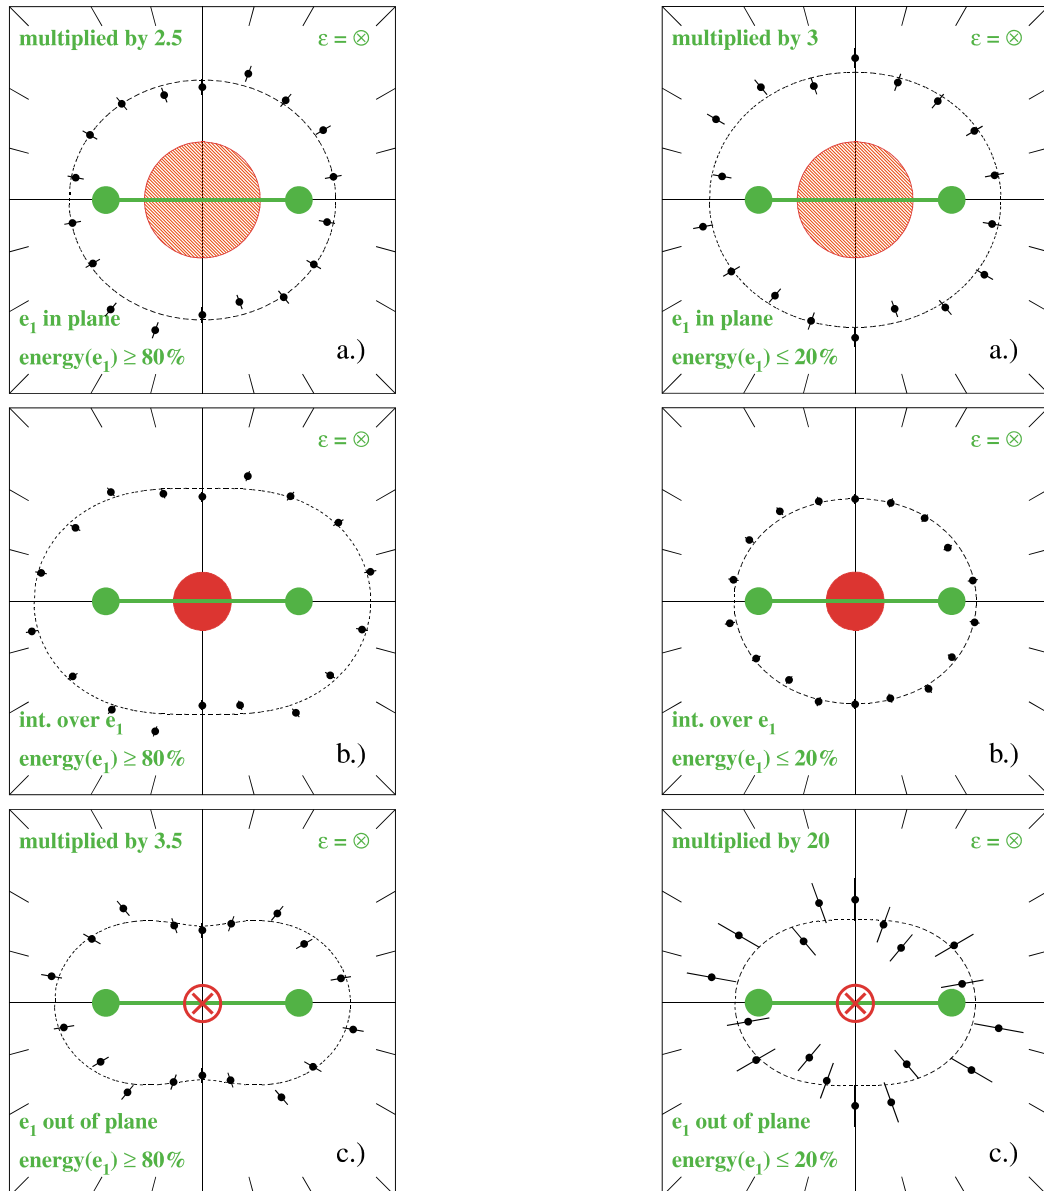 multiplied by 2.5 ε = ⊗
e₁ in plane
energy(e₁) ≥ 80% a.)
multiplied by 3 ε = ⊗
e₁ in plane
energy(e₁) ≤ 20% a.)
ε = ⊗
int. over e₁
energy(e₁) ≥ 80% b.)
ε = ⊗
int. over e₁
energy(e₁) ≤ 20% b.)
multiplied by 3.5 ε = ⊗
e₁ out of plane
energy(e₁) ≥ 80% c.)
multiplied by 20 ε = ⊗
e₁ out of plane
energy(e₁) ≤ 20% c.)